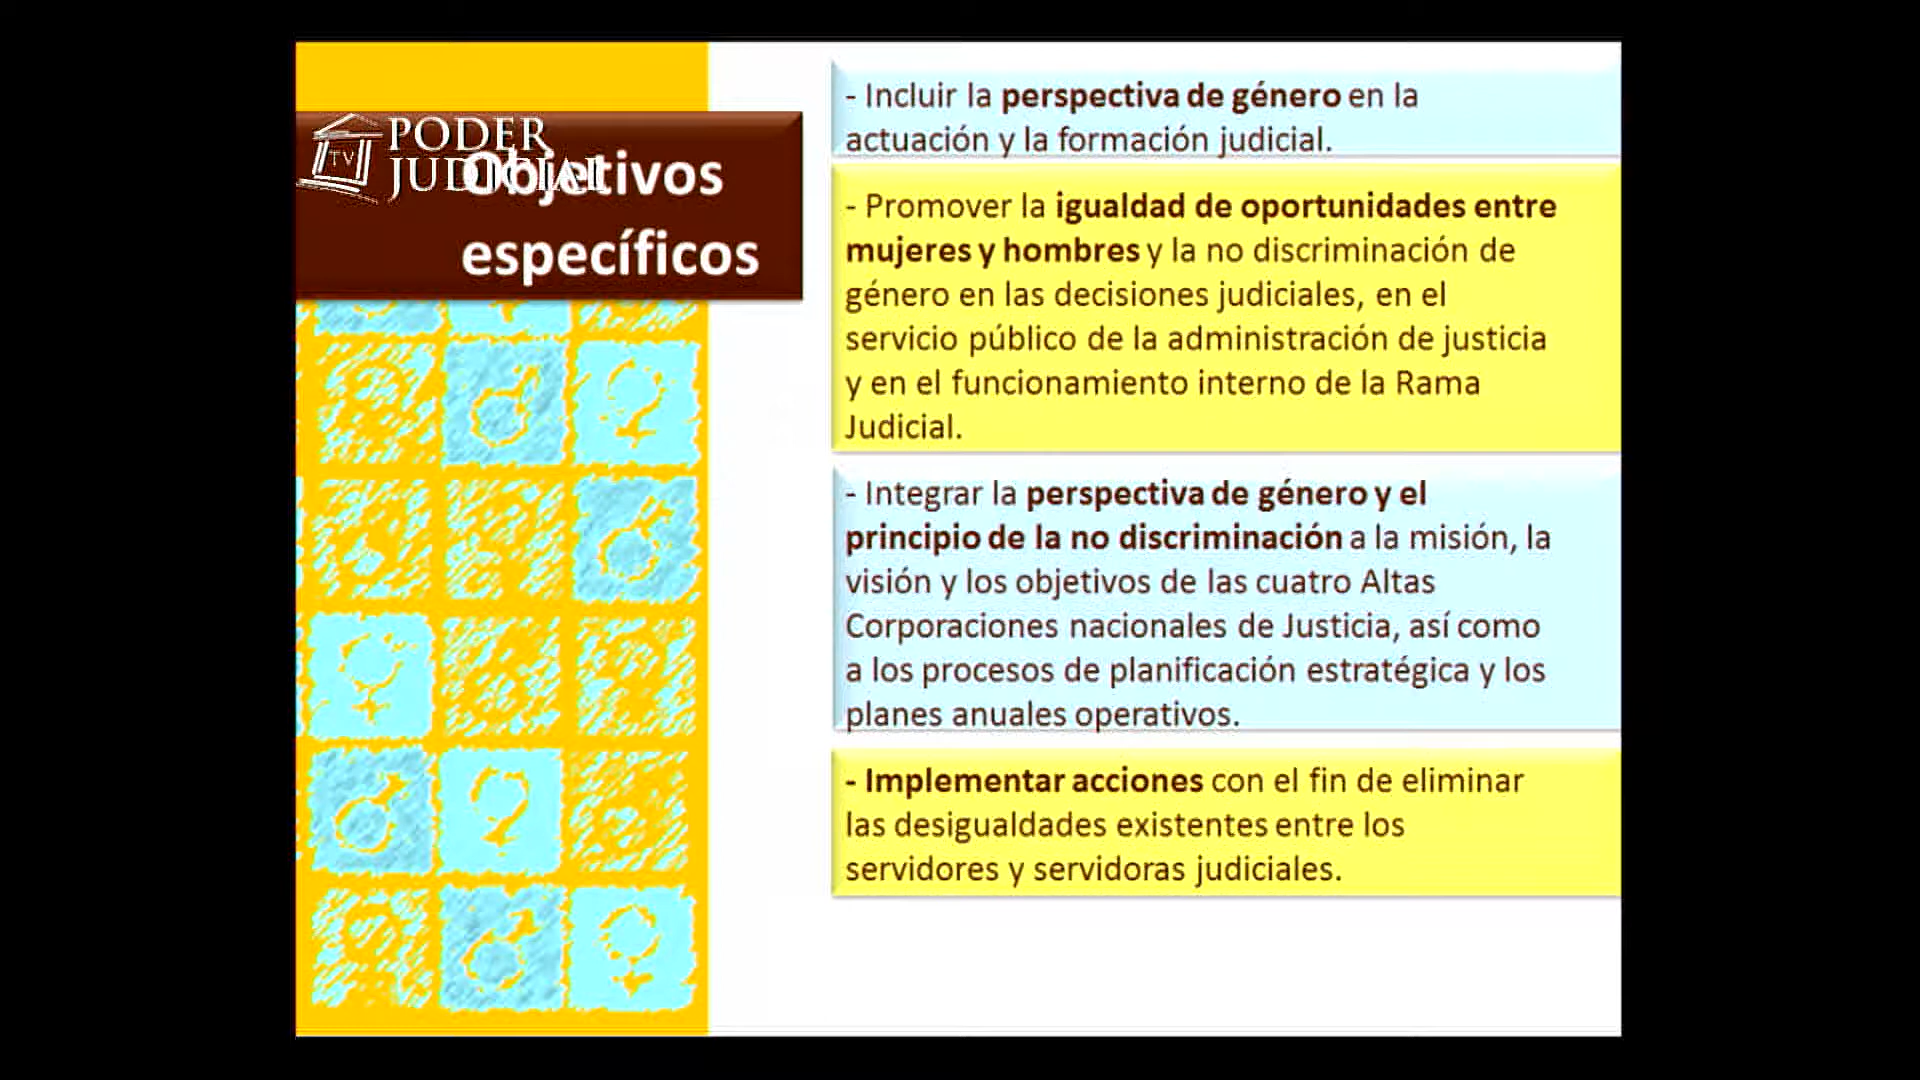 TV
PODER
JUDICIAL
Objetivos
específicos
- Incluir la perspectiva de género en la
actuación y la formación judicial.
- Promover la igualdad de oportunidades entre
mujeres y hombres y la no discriminación de
género en las decisiones judiciales, en el
servicio público de la administración de justicia
y en el funcionamiento interno de la Rama
Judicial.
- Integrar la perspectiva de género y el
principio de la no discriminación a la misión, la
visión y los objetivos de las cuatro Altas
Corporaciones nacionales de Justicia, así como
a los procesos de planificación estratégica y los
planes anuales operativos.
- Implementar acciones con el fin de eliminar
las desigualdades existentes entre los
servidores y servidoras judiciales.